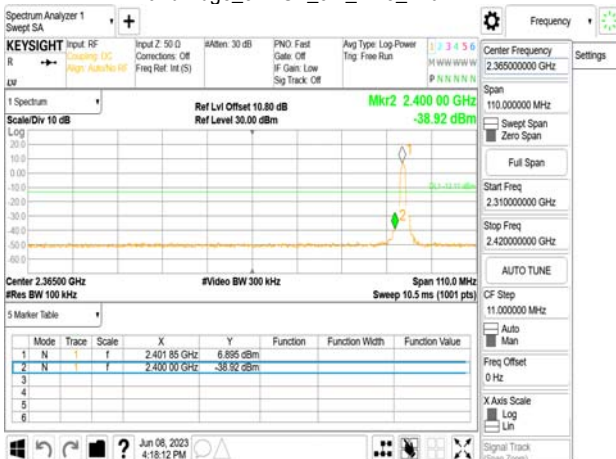 Spectrum Analyzer 1
Swept SA
Frequency
KEYSIGHT
R
Input: RF
Coupling: DC
Align: Auto/No RF
Input Z: 50 Ω
Corrections: Off
Freq Ref: Int (S)
#Atten: 30 dB
PNO: Fast
Gate: Off
IF Gain: Low
Sig Track: Off
Avg Type: Log-Power
Trig: Free Run
1 2 3 4 5 6
M W W W W W
P N N N N N
Settings
1 Spectrum
Scale/Div 10 dB
Ref Lvl Offset 10.80 dB
Ref Level 30.00 dBm
Mkr2 2.400 00 GHz
-38.92 dBm
Log
20.0
10.0
0.00
-10.0
-20.0
-30.0
-40.0
-50.0
-60.0
1
2
Center 2.36500 GHz
#Res BW 100 kHz
#Video BW 300 kHz
Span 110.0 MHz
Sweep 10.5 ms (1001 pts)
5 Marker Table
Mode Trace Scale X Y Function Function Width Function Value
1 N 1 f 2.401 85 GHz 6.895 dBm
2 N 1 f 2.400 00 GHz -38.92 dBm
3
4
5
6
Jun 08, 2023
4:18:12 PM
Center Frequency
2.365000000 GHz
Span
110.000000 MHz
Swept Span
Zero Span
Full Span
Start Freq
2.310000000 GHz
Stop Freq
2.420000000 GHz
AUTO TUNE
CF Step
11.000000 MHz
Auto
Man
Freq Offset
0 Hz
X Axis Scale
Log
Lin
Signal Track
(Span Zoom)